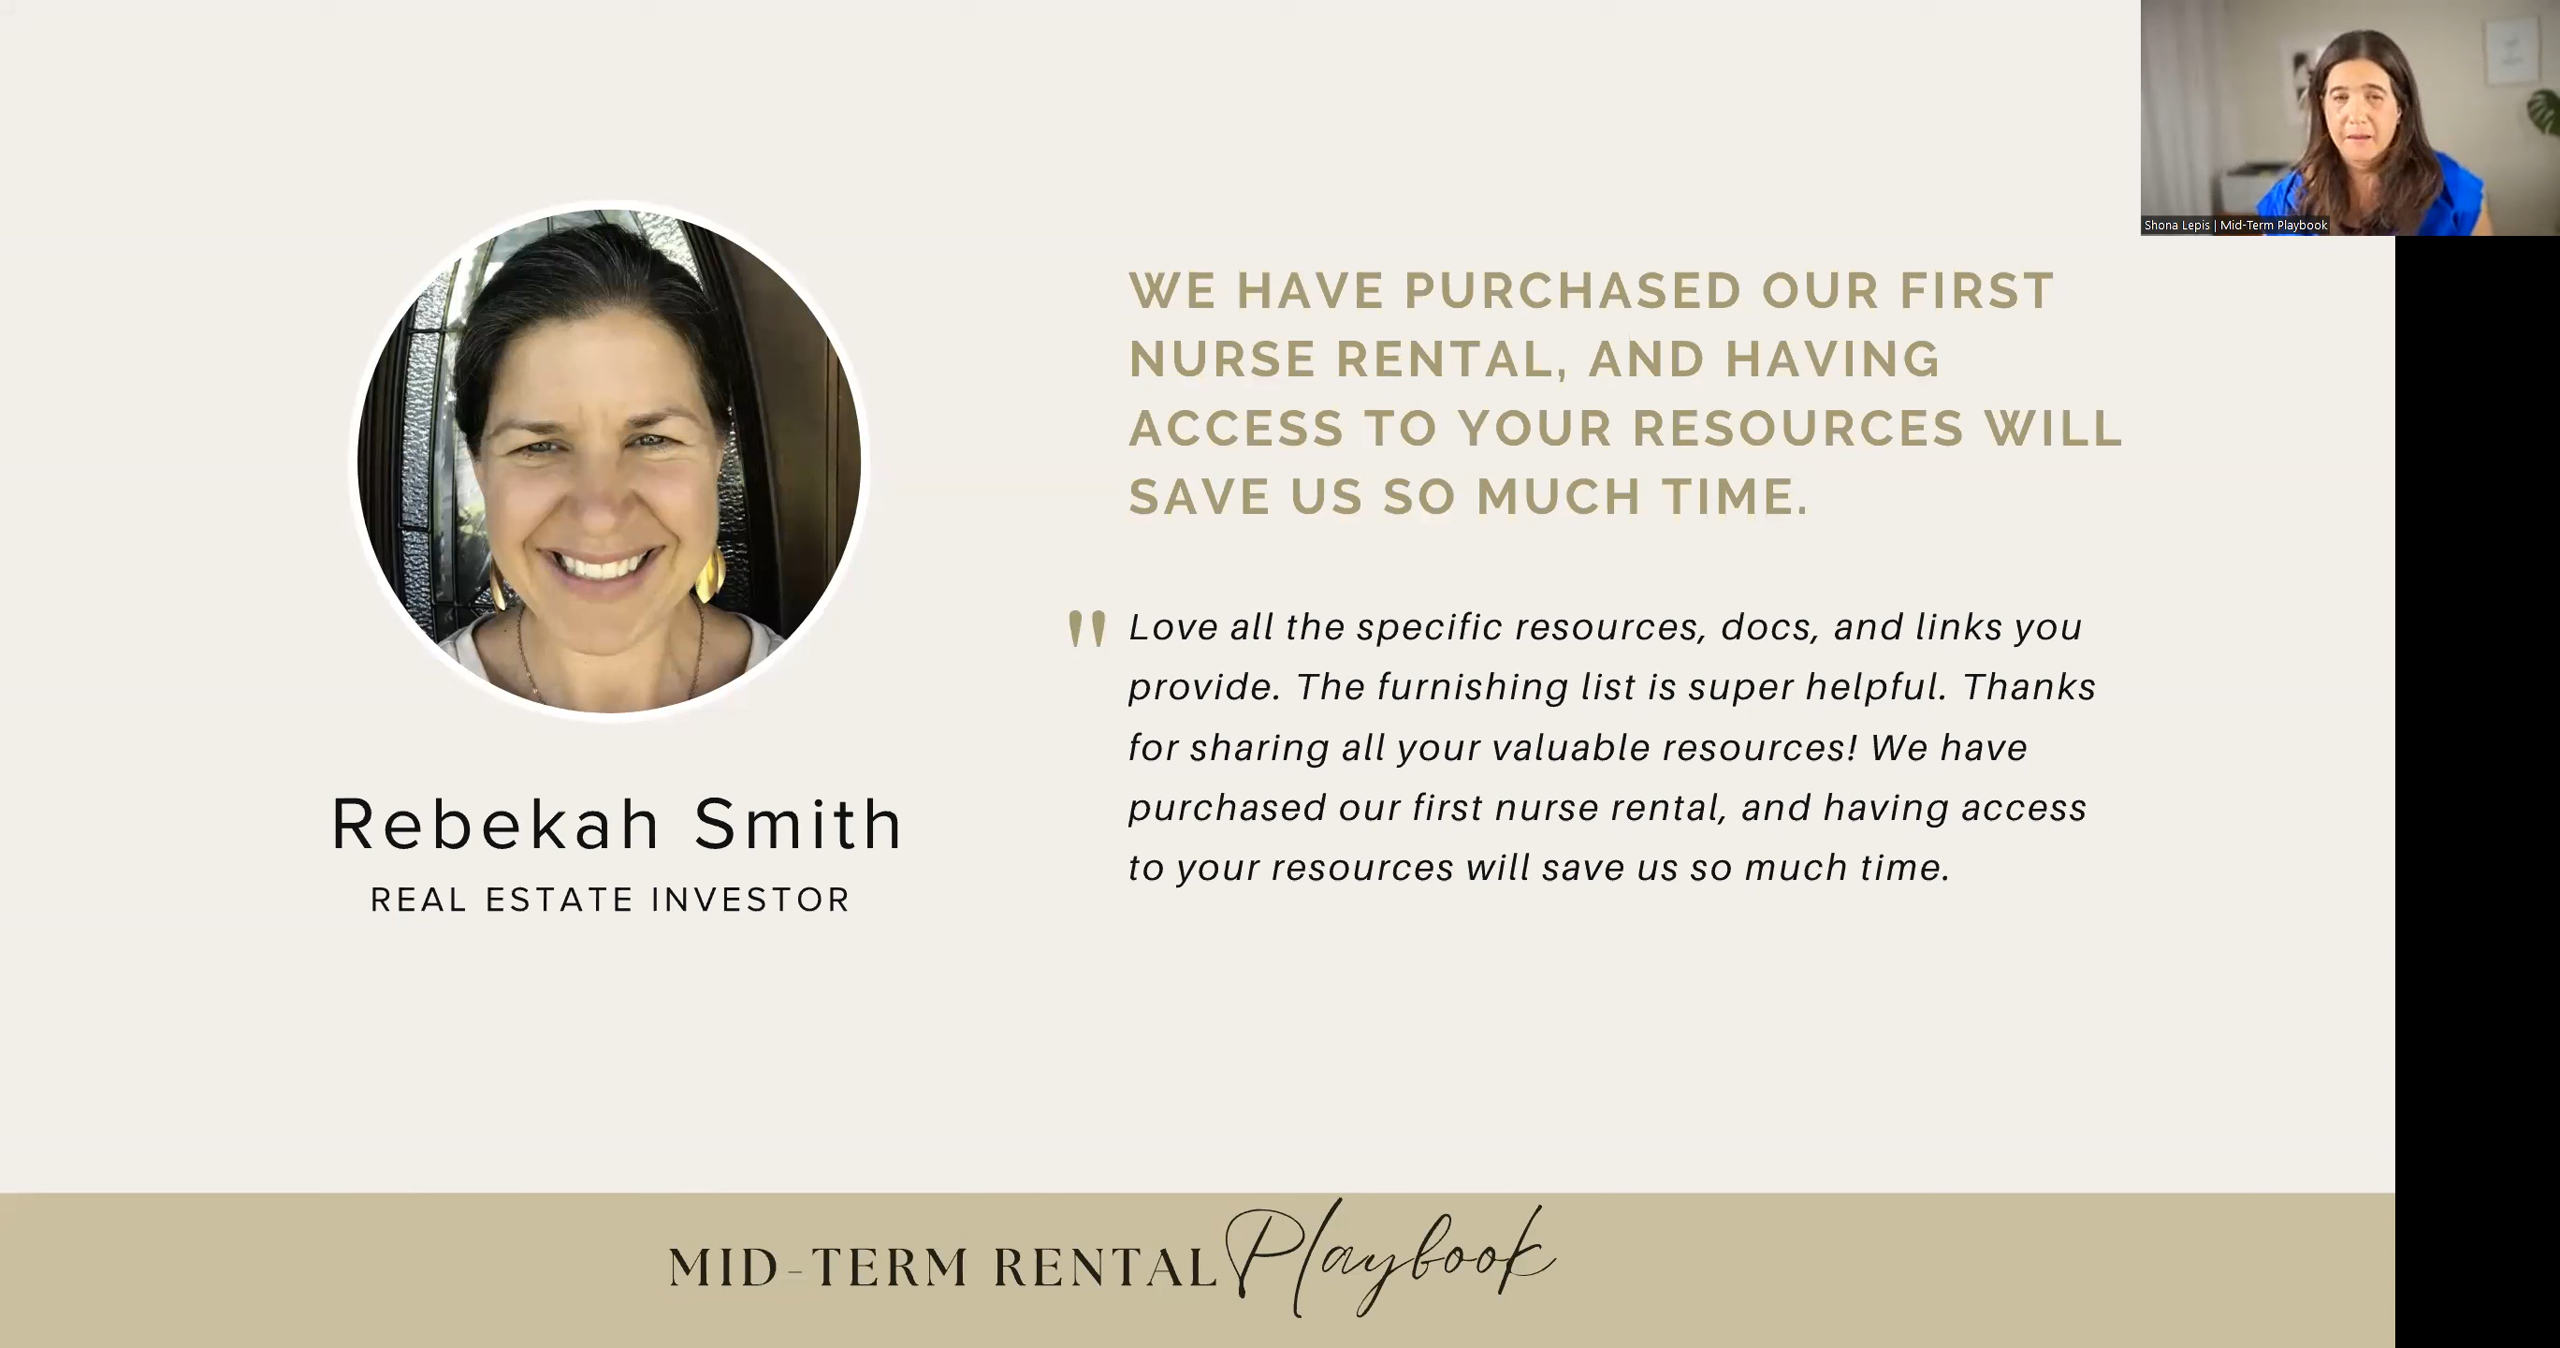 Shona Lepis | Mid-Term Playbook
WE HAVE PURCHASED OUR FIRST
NURSE RENTAL, AND HAVING
ACCESS TO YOUR RESOURCES WILL
SAVE US SO MUCH TIME.
" Love all the specific resources, docs, and links you
provide. The furnishing list is super helpful. Thanks
for sharing all your valuable resources! We have
purchased our first nurse rental, and having access
to your resources will save us so much time.
Rebekah Smith
REAL ESTATE INVESTOR
MID-TERM RENTAL Playbook